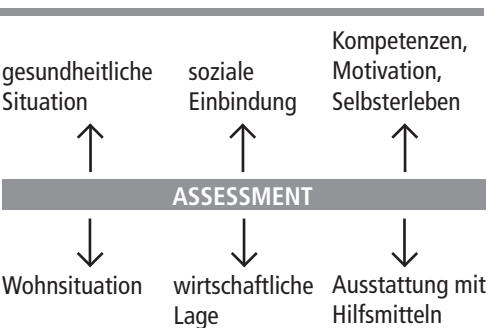 gesundheitliche
Situation
soziale
Einbindung
Kompetenzen,
Motivation,
Selbsterleben
ASSESSMENT
Wohnsituation
wirtschaftliche
Lage
Ausstattung mit
Hilfsmitteln